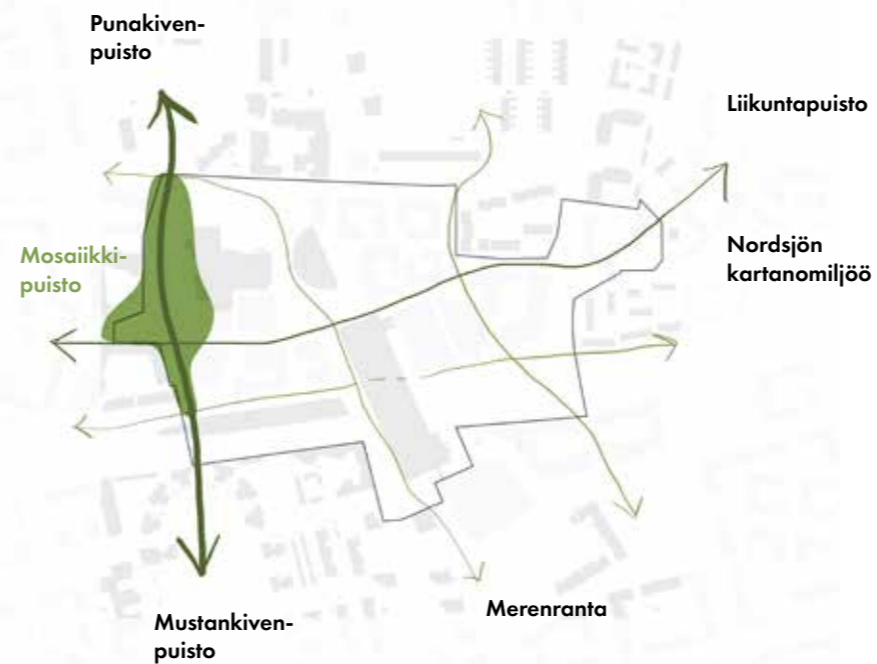 Punakiven-
puisto
Liikuntapuisto
Nordsjön
kartanomiljöö
Mosaiikki-
puisto
Merenranta
Mustankiven-
puisto